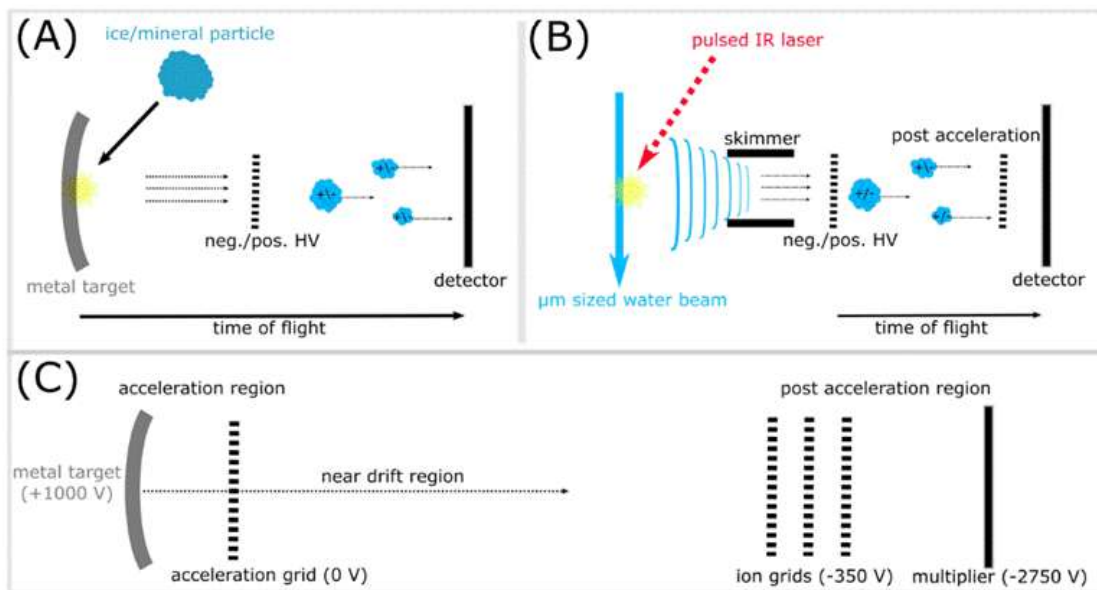 (A)
ice/mineral particle
neg./pos. HV
metal target
detector
time of flight
+\-
+\-
+\-
(B)
pulsed IR laser
skimmer
post acceleration
neg./pos. HV
µm sized water beam
detector
time of flight
+/-
+\-
+/-
(C)
acceleration region
post acceleration region
metal target
(+1000 V)
near drift region
acceleration grid (0 V)
ion grids (-350 V)
multiplier (-2750 V)